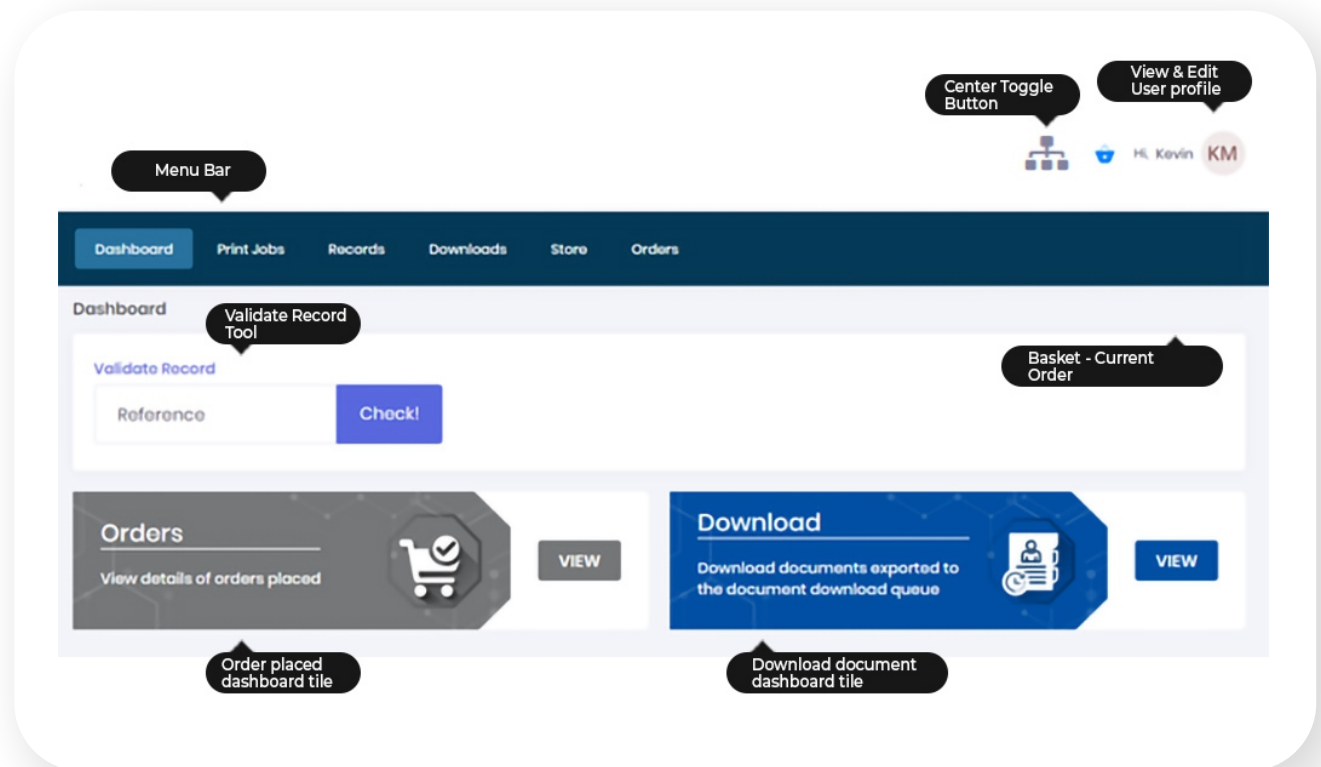 View & Edit
User profile
Center Toggle
Button
Hi, Kevin KM
Menu Bar
Dashboard Print Jobs Records Downloads Store Orders
Dashboard
Validate Record
Tool
Basket - Current
Order
Validate Record
Reference Check!
Orders
View details of orders placed
VIEW
Download
Download documents exported to
the document download queue
VIEW
Order placed
dashboard tile
Download document
dashboard tile